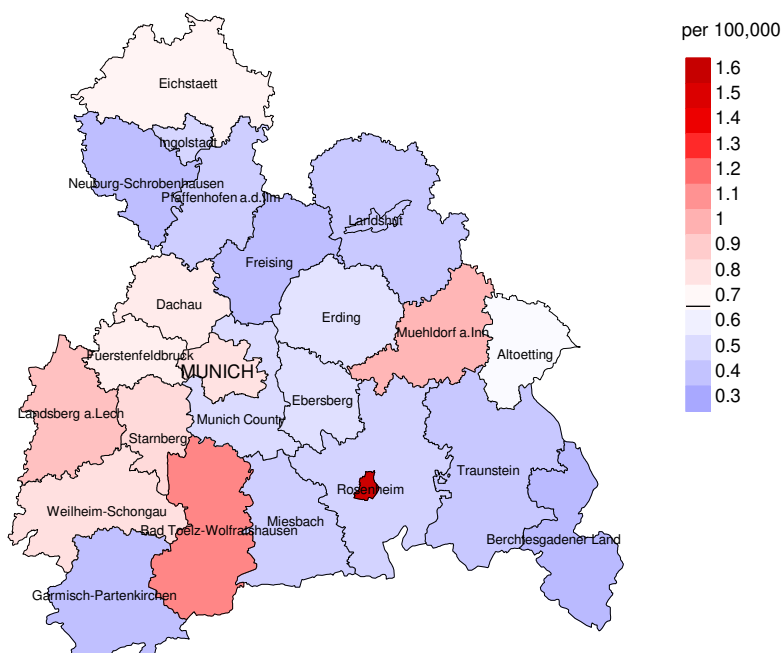 per 100,000
1.6
1.5
1.4
1.3
1.2
1.1
1
0.9
0.8
0.7
0.6
0.5
0.4
0.3
Eichstaett
Ingolstadt
Neuburg-Schrobenhausen
Pfaffenhofen a.d.Ilm
Landshut
Freising
Dachau
Erding
Muehldorf a.Inn
Altoetting
Fuerstenfeldbruck
MUNICH
Ebersberg
Landsberg a.Lech
Munich County
Starnberg
Traunstein
Rosenheim
Weilheim-Schongau
Miesbach
Bad Toelz-Wolfratshausen
Berchtesgadener Land
Garmisch-Partenkirchen